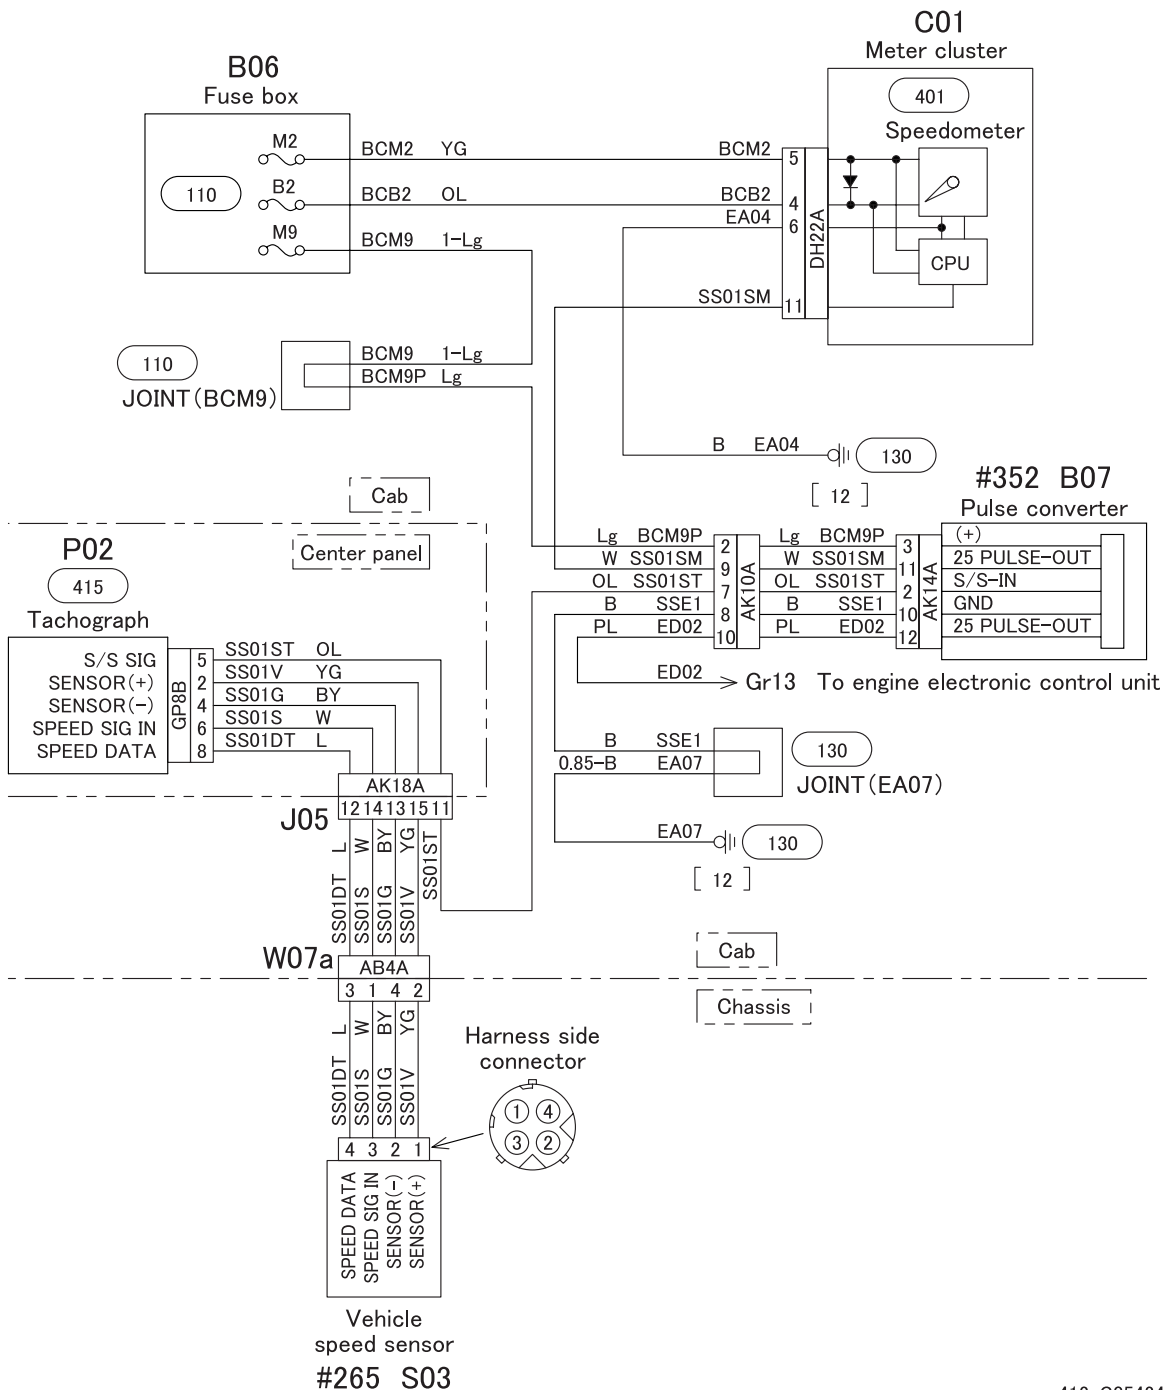 C01
Meter cluster
401
Speedometer
CPU
B06
Fuse box
110
M2
B2
M9
BCM2 YG
BCB2 OL
BCM9 1-Lg
BCM2
BCB2
EA04
SS01SM
5
4
6
11
DH22A
110
JOINT(BCM9)
BCM9 1-Lg
BCM9P Lg
B EA04
130
[ 12 ]
Cab
Center panel
P02
415
Tachograph
S/S SIG
SENSOR(+)
SENSOR(-)
SPEED SIG IN
SPEED DATA
GP8B
5
2
4
6
8
SS01ST OL
SS01V YG
SS01G BY
SS01S W
SS01DT L
#352 B07
Pulse converter
Lg BCM9P 2 Lg BCM9P 3 (+)
W SS01SM 9 W SS01SM 11 25 PULSE-OUT
OL SS01ST 7 OL SS01ST 2 S/S-IN
B SSE1 8 B SSE1 10 GND
PL ED02 10 PL ED02 12 25 PULSE-OUT
AK10A
AK14A
ED02
Gr13 To engine electronic control unit
B SSE1
0.85-B EA07
130
JOINT(EA07)
EA07
130
[ 12 ]
J05
AK18A
12 14 13 15 11
SS01DT L
SS01S W
SS01G BY
SS01V YG
SS01ST
W07a
AB4A
3 1 4 2
Cab
Chassis
SS01DT L
SS01S W
SS01G BY
SS01V YG
Harness side
connector
1 4
3 2
4 3 2 1
SPEED DATA
SPEED SIG IN
SENSOR(-)
SENSOR(+)
Vehicle
speed sensor
#265 S03